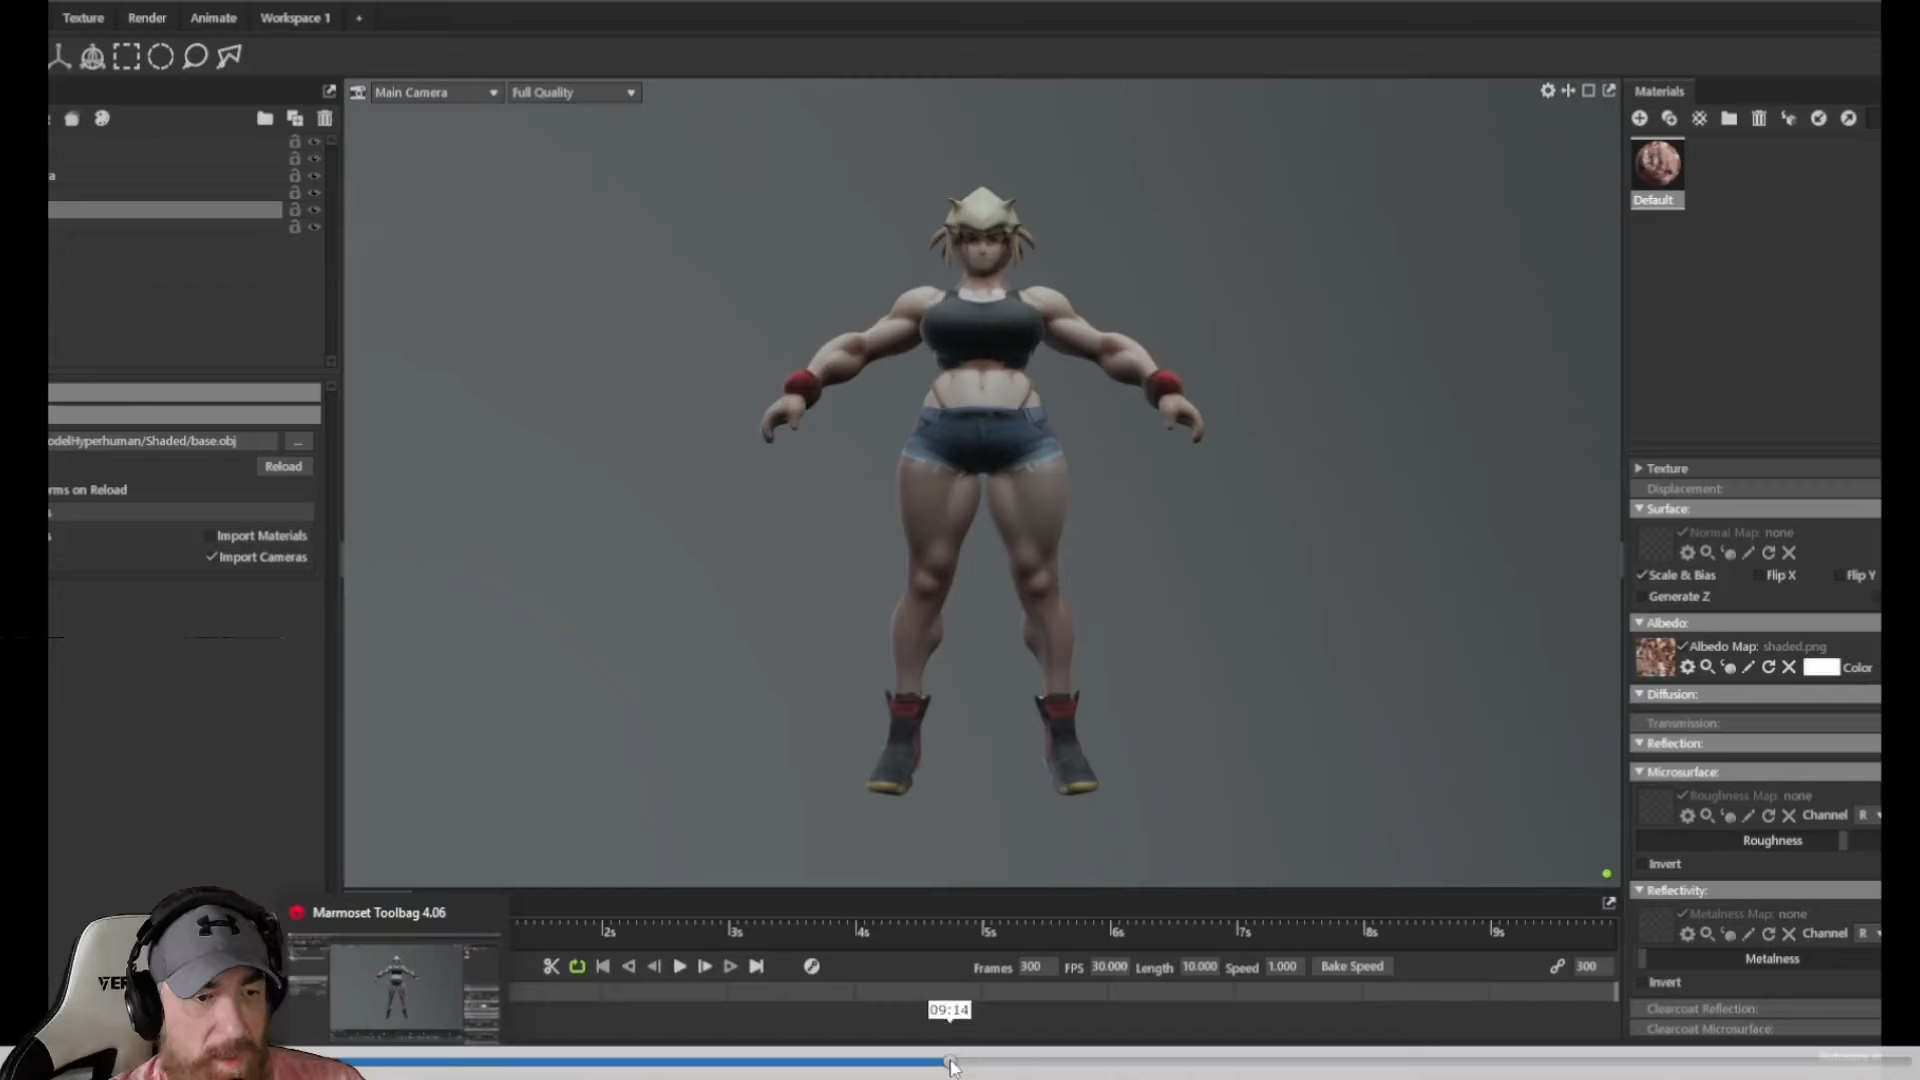 Texture Render Animate Workspace 1 +
Main Camera Full Quality
Materials
Default
odelHyperhuman/Shaded/base.obj ...
Reload
rms on Reload
Import Materials
Import Cameras
Texture
Displacement:
Surface:
Normal Map: none
Scale & Bias Flip X Flip Y
Generate Z
Albedo:
Albedo Map: shaded.png
Color
Diffusion:
Transmission:
Reflection:
Microsurface:
Roughness Map: none
Channel R
Roughness
Invert
Reflectivity:
Metalness Map: none
Channel R
Metalness
Invert
Clearcoat Reflection:
Clearcoat Microsurface:
Marmoset Toolbag 4.06
2s 3s 4s 5s 6s 7s 8s 9s
Frames 300 FPS 30.000 Length 10.000 Speed 1.000 Bake Speed 300
09:14